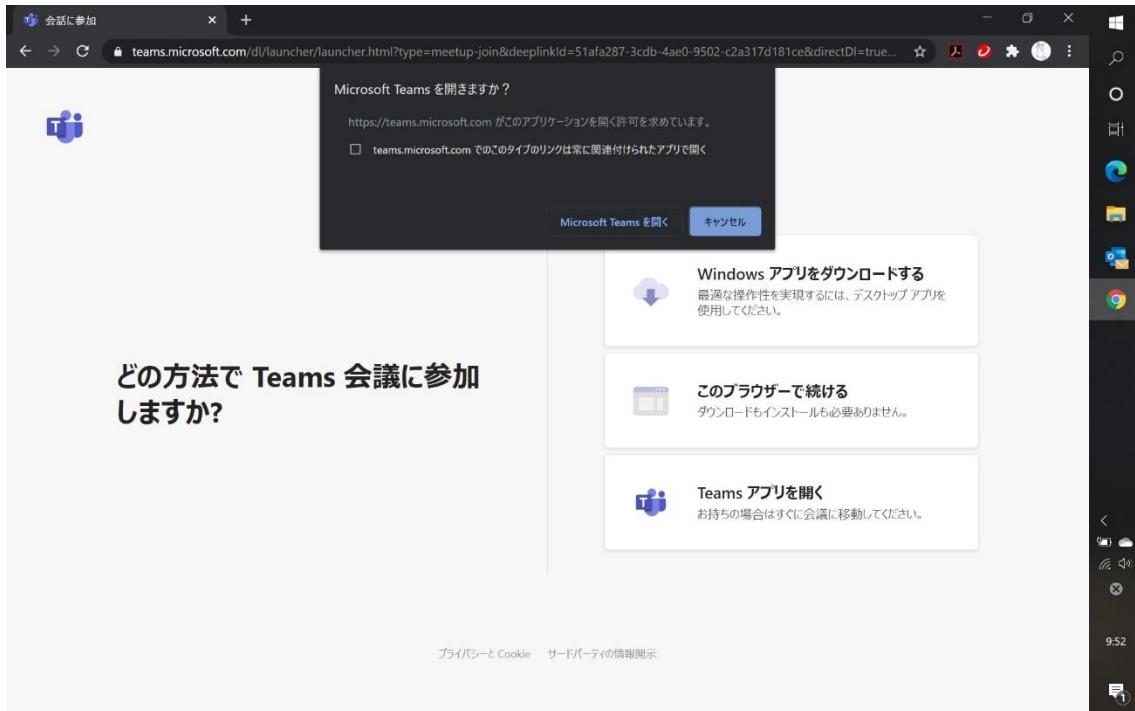 会話に参加
teams.microsoft.com/dl/launcher/launcher.html?type=meetup-join&deeplinkId=51afa287-3cdb-4ae0-9502-c2a317d181ce&directDl=true...
Microsoft Teams を開きますか？
https://teams.microsoft.com がこのアプリケーションを開く許可を求めています。
teams.microsoft.com でのこのタイプのリンクは常に関連付けられたアプリで開く
Microsoft Teams を開く
キャンセル
どの方法で Teams 会議に参加
しますか?
Windows アプリをダウンロードする
最適な操作性を実現するには、デスクトップ アプリを
使用してください。
このブラウザーで続ける
ダウンロードもインストールも必要ありません。
Teams アプリを開く
お持ちの場合はすぐに会議に移動してください。
プライバシーと Cookie
サードパーティの情報開示
9:52
1